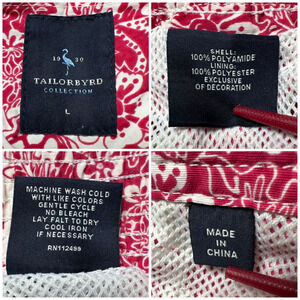 19 30
TAILORBYRD
COLLECTION
L
SHELL:
100% POLYAMIDE
LINING:
100% POLYESTER
EXCLUSIVE
OF DECORATION
MACHINE WASH COLD
WITH LIKE COLORS
GENTLE CYCLE
NO BLEACH
LAY FALT TO DRY
COOL IRON
IF NECESSARY
RN112499
MADE
IN
CHINA